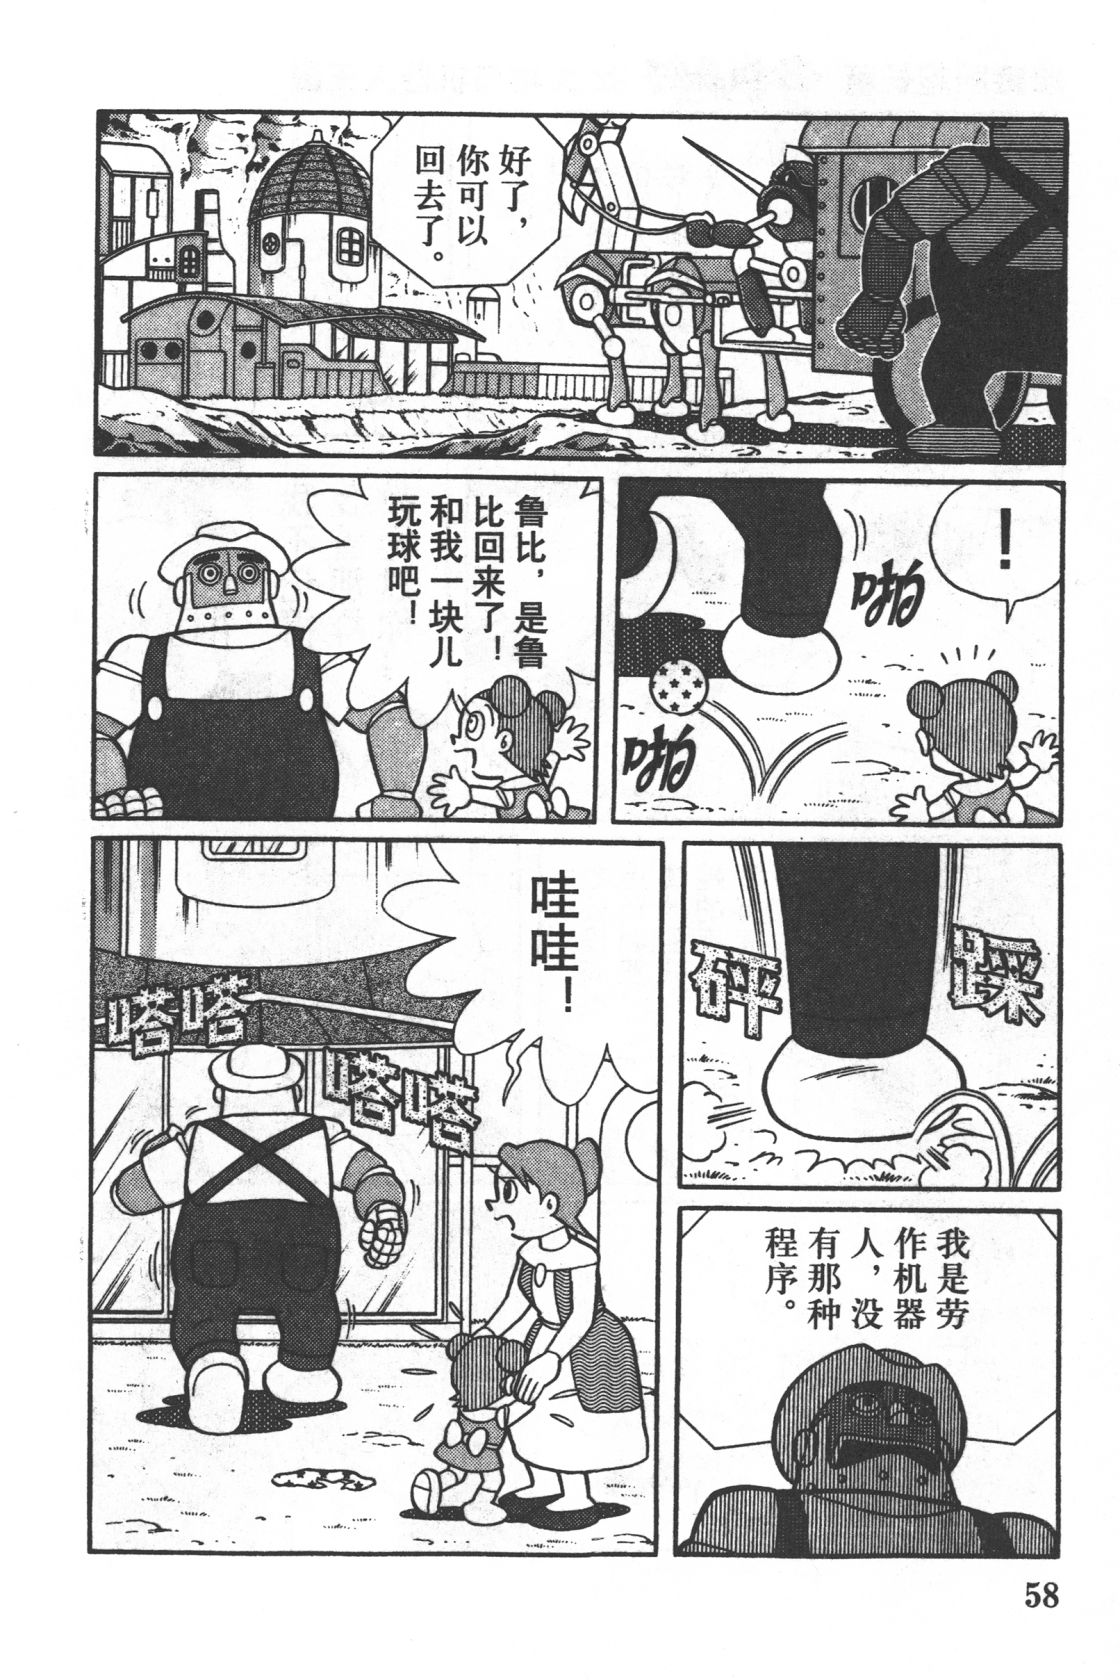 好了，
你可以
回去了。
！
啪
啪
鲁比，是鲁
比回来了！
和我一块儿
玩球吧！
踩
砰
我是劳
作机器
人，没
有那种
程序。
哇哇！
嗒嗒
嗒嗒
58